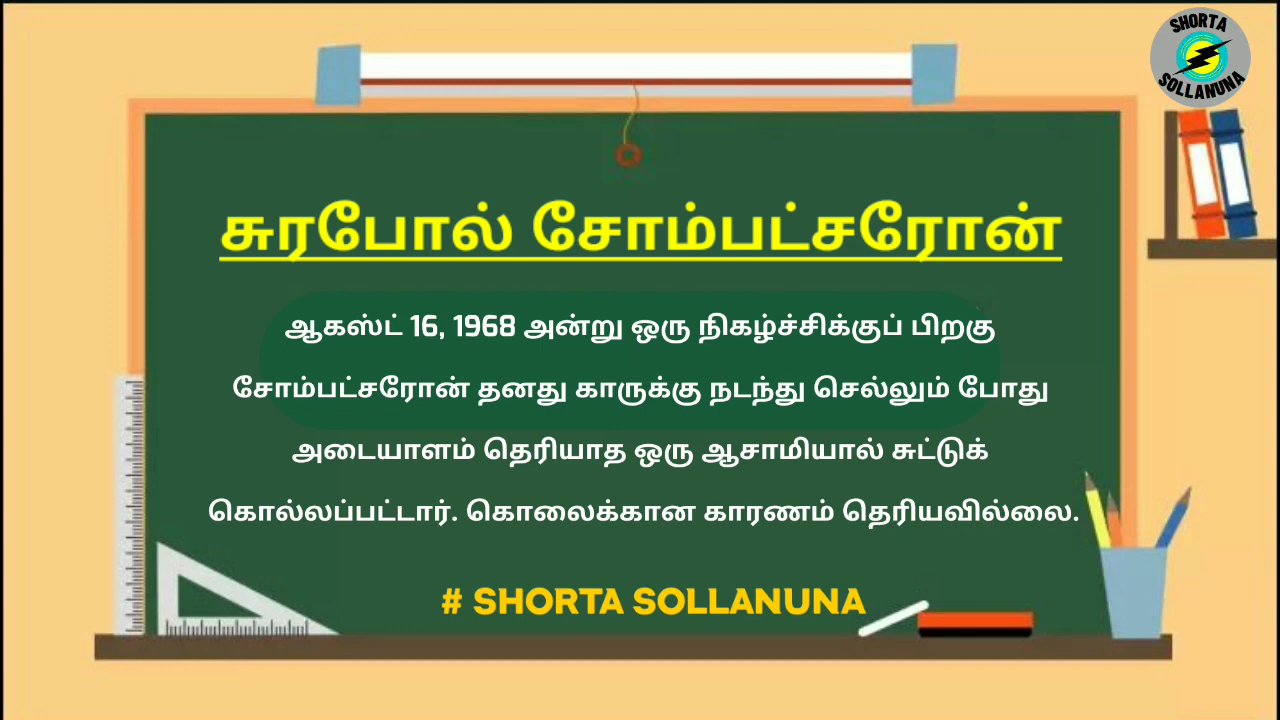 SHORTA
SOLLANUNA
சுரபோல் சோம்பட்சரோன்
ஆகஸ்ட் 16, 1968 அன்று ஒரு நிகழ்ச்சிக்குப் பிறகு
சோம்பட்சரோன் தனது காருக்கு நடந்து செல்லும் போது
அடையாளம் தெரியாத ஒரு ஆசாமியால் சுட்டுக்
கொல்லப்பட்டார். கொலைக்கான காரணம் தெரியவில்லை.
# SHORTA SOLLANUNA